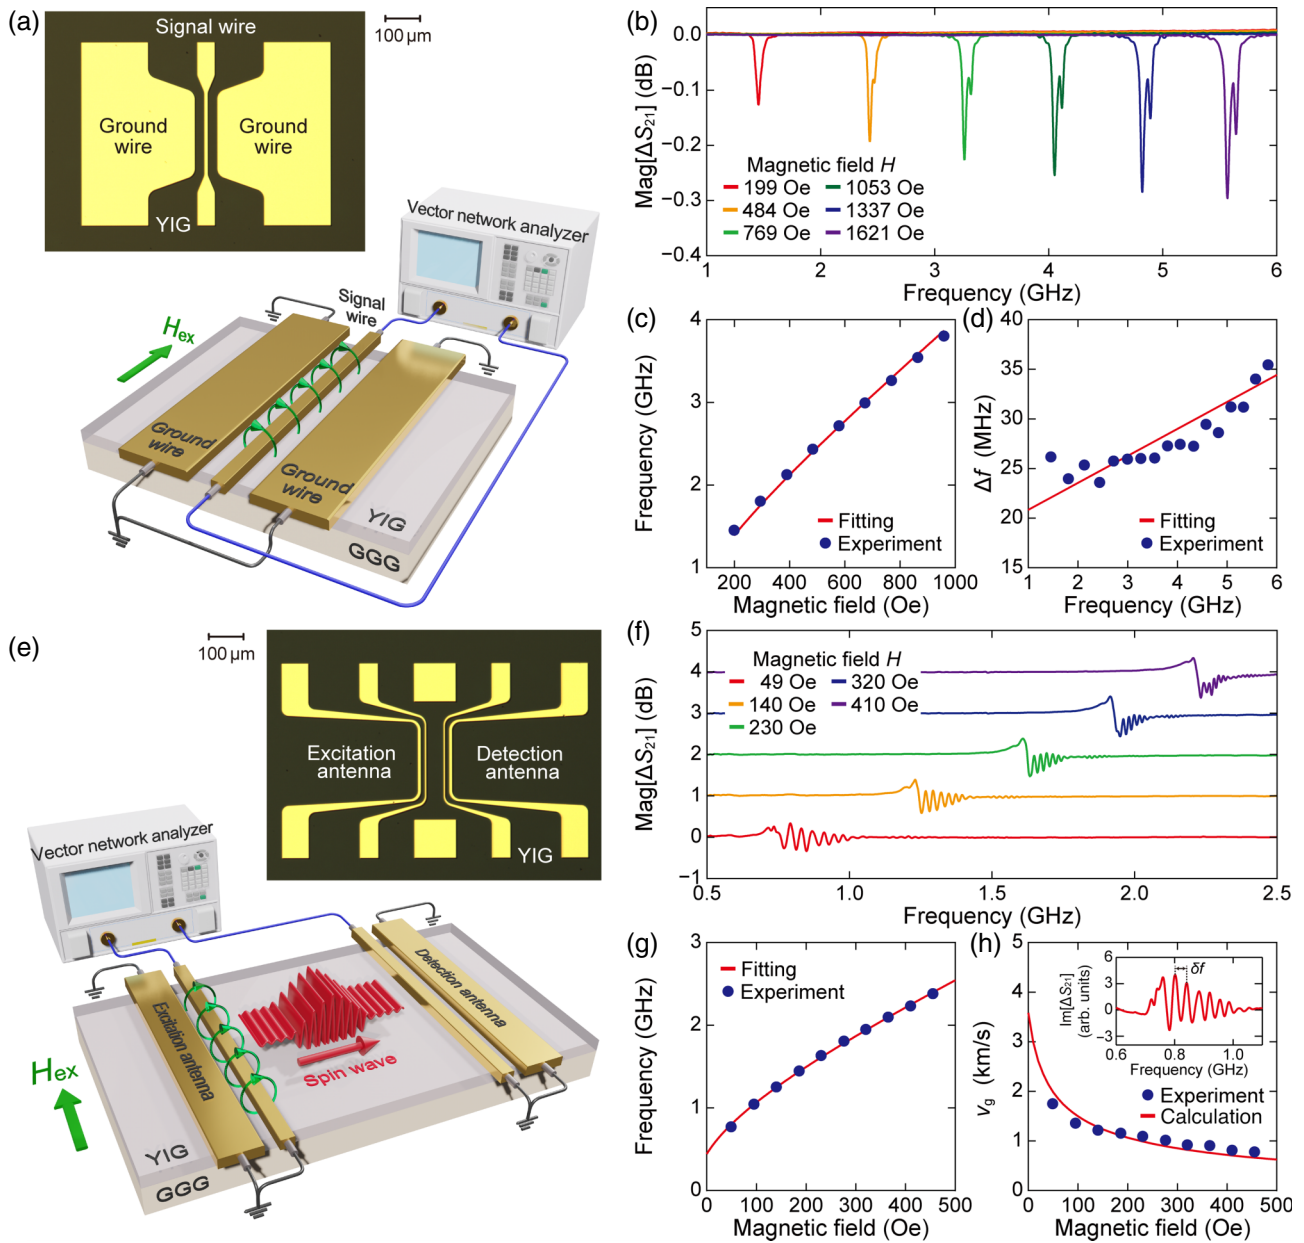 (a)
Signal wire
100 μm
Ground
wire
Ground
wire
YIG
Vector network analyzer
Signal
wire
Hex
Ground
wire
Ground
wire
YIG
GGG
(b)
Mag[ΔS21] (dB)
0.0
−0.1
−0.2
−0.3
−0.4
Magnetic field H
199 Oe
484 Oe
769 Oe
1053 Oe
1337 Oe
1621 Oe
1 2 3 4 5 6
Frequency (GHz)
(c)
Frequency (GHz)
4
3
2
1
Fitting
Experiment
200 400 600 800 1000
Magnetic field (Oe)
(d)
Δf (MHz)
40
35
30
25
20
15
Fitting
Experiment
1 2 3 4 5 6
Frequency (GHz)
(e)
100 μm
Excitation
antenna
Detection
antenna
YIG
Vector network analyzer
Excitation antenna
Detection antenna
Spin wave
Hex
YIG
GGG
(f)
Mag[ΔS21] (dB)
5
4
3
2
1
0
−1
Magnetic field H
49 Oe
140 Oe
230 Oe
320 Oe
410 Oe
0.5 1.0 1.5 2.0 2.5
Frequency (GHz)
(g)
Frequency (GHz)
3
2
1
0
Fitting
Experiment
0 100 200 300 400 500
Magnetic field (Oe)
(h)
vg (km/s)
5
4
3
2
1
0
Im[ΔS21]
(arb. units)
6
3
0
−3
δf
0.6 0.8 1.0
Frequency (GHz)
Experiment
Calculation
0 100 200 300 400 500
Magnetic field (Oe)